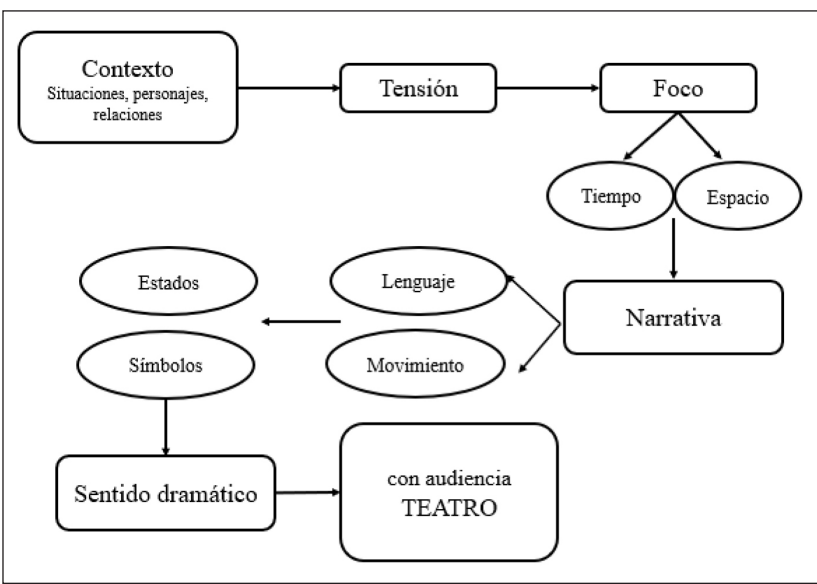 Contexto
Situaciones, personajes,
relaciones
Tensión
Foco
Tiempo
Espacio
Narrativa
Lenguaje
Movimiento
Estados
Símbolos
Sentido dramático
con audiencia
TEATRO